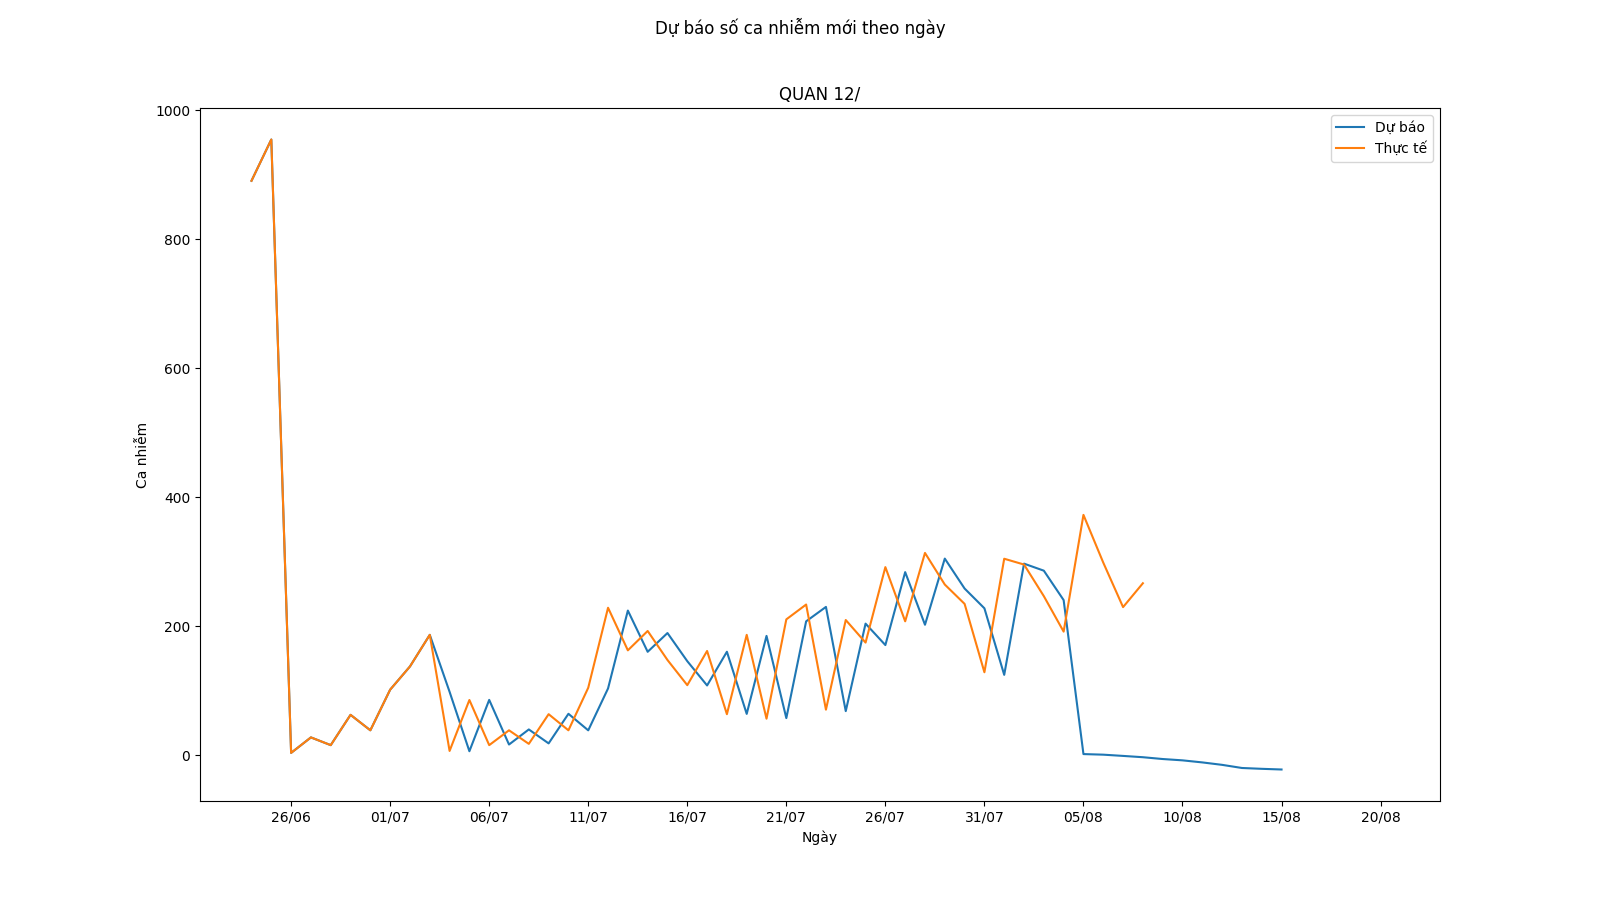 Dự báo số ca nhiễm mới theo ngày
QUAN 12/
Dự báo
Thực tế
1000
800
600
400
200
0
Ca nhiễm
26/06 01/07 06/07 11/07 16/07 21/07 26/07 31/07 05/08 10/08 15/08 20/08
Ngày